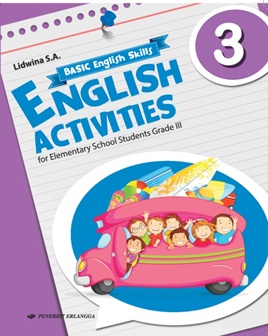 Lidwina S.A.
3
BASIC English Skills
ENGLISH
ACTIVITIES
for Elementary School Students Grade III
PENERBIT ERLANGGA